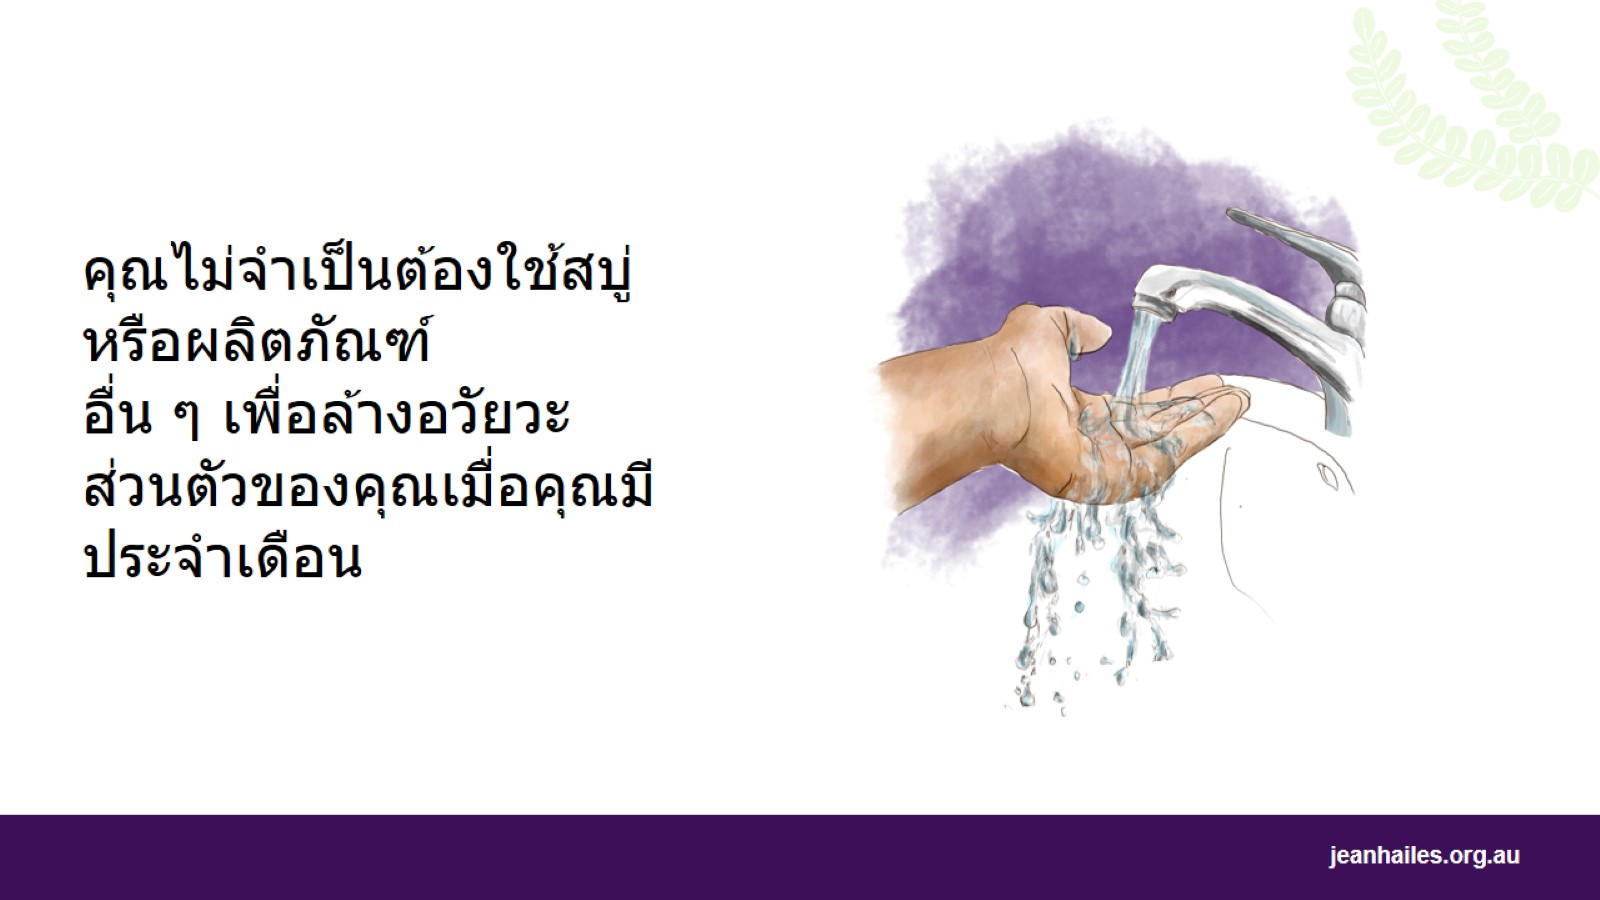 คุณไม่จำเป็นต้องใช้สบู่
หรือผลิตภัณฑ์
อื่น ๆ เพื่อล้างอวัยวะ
ส่วนตัวของคุณเมื่อคุณมี
ประจำเดือน
jeanhailes.org.au